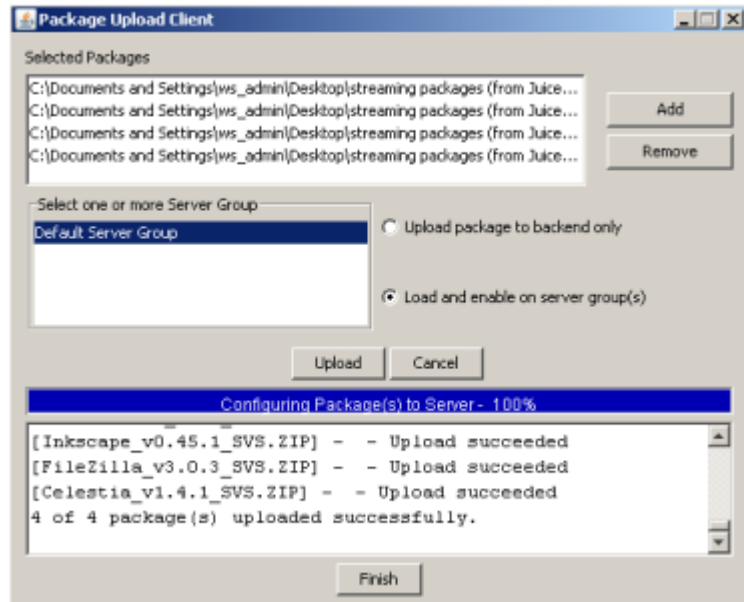 Package Upload Client
Selected Packages
C:\Documents and Settings\ws_admin\Desktop\streaming packages (from Juice...
C:\Documents and Settings\ws_admin\Desktop\streaming packages (from Juice...
C:\Documents and Settings\ws_admin\Desktop\streaming packages (from Juice...
C:\Documents and Settings\ws_admin\Desktop\streaming packages (from Juice...
Add
Remove
Select one or more Server Group
Default Server Group
Upload package to backend only
Load and enable on server group(s)
Upload
Cancel
Configuring Package(s) to Server - 100%
[Inkscape_v0.45.1_SVS.ZIP] - - Upload succeeded
[FileZilla_v3.0.3_SVS.ZIP] - - Upload succeeded
[Celestia_v1.4.1_SVS.ZIP] - - Upload succeeded
4 of 4 package(s) uploaded successfully.
Finish